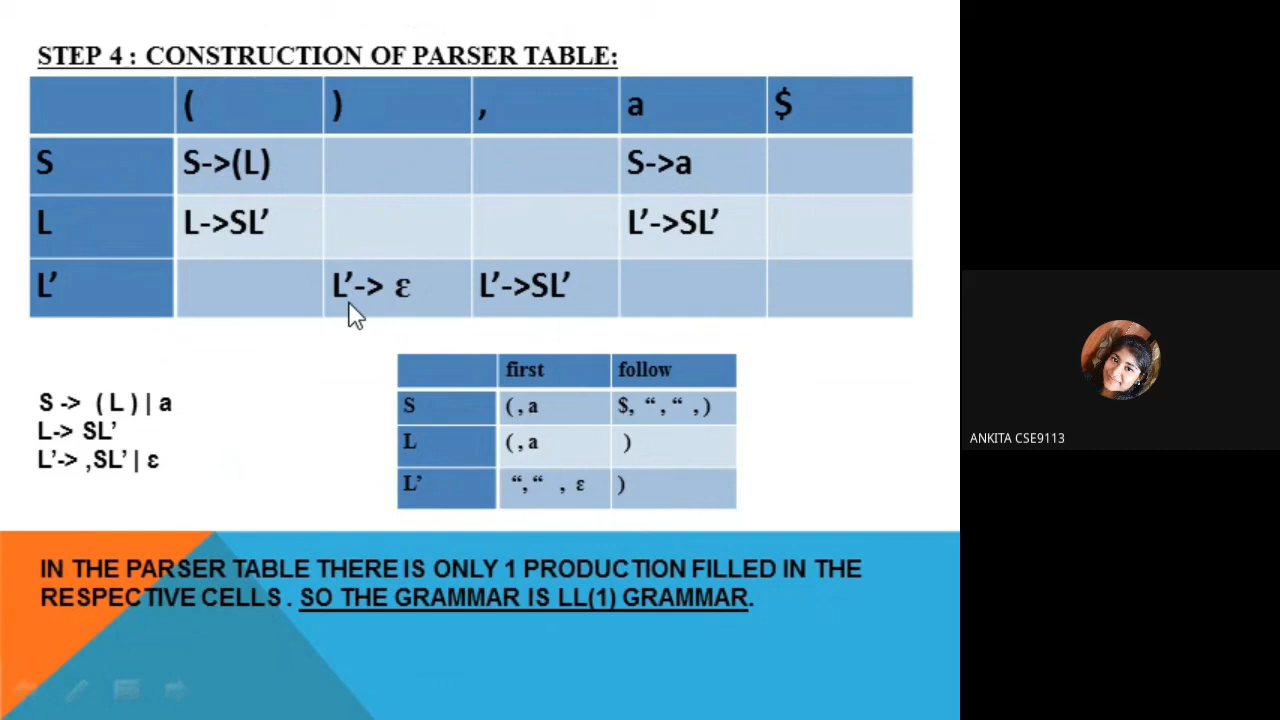 STEP 4 : CONSTRUCTION OF PARSER TABLE:
( ) , a $
S S->(L) S->a
L L->SL’ L’->SL’
L’ L’-> ε L’->SL’
first follow
S ( , a $, “ , “ , )
L ( , a )
L’ “, “ , ε )
S -> ( L ) | a
L-> SL’
L’-> ,SL’ | ε
ANKITA CSE9113
IN THE PARSER TABLE THERE IS ONLY 1 PRODUCTION FILLED IN THE
RESPECTIVE CELLS . SO THE GRAMMAR IS LL(1) GRAMMAR.